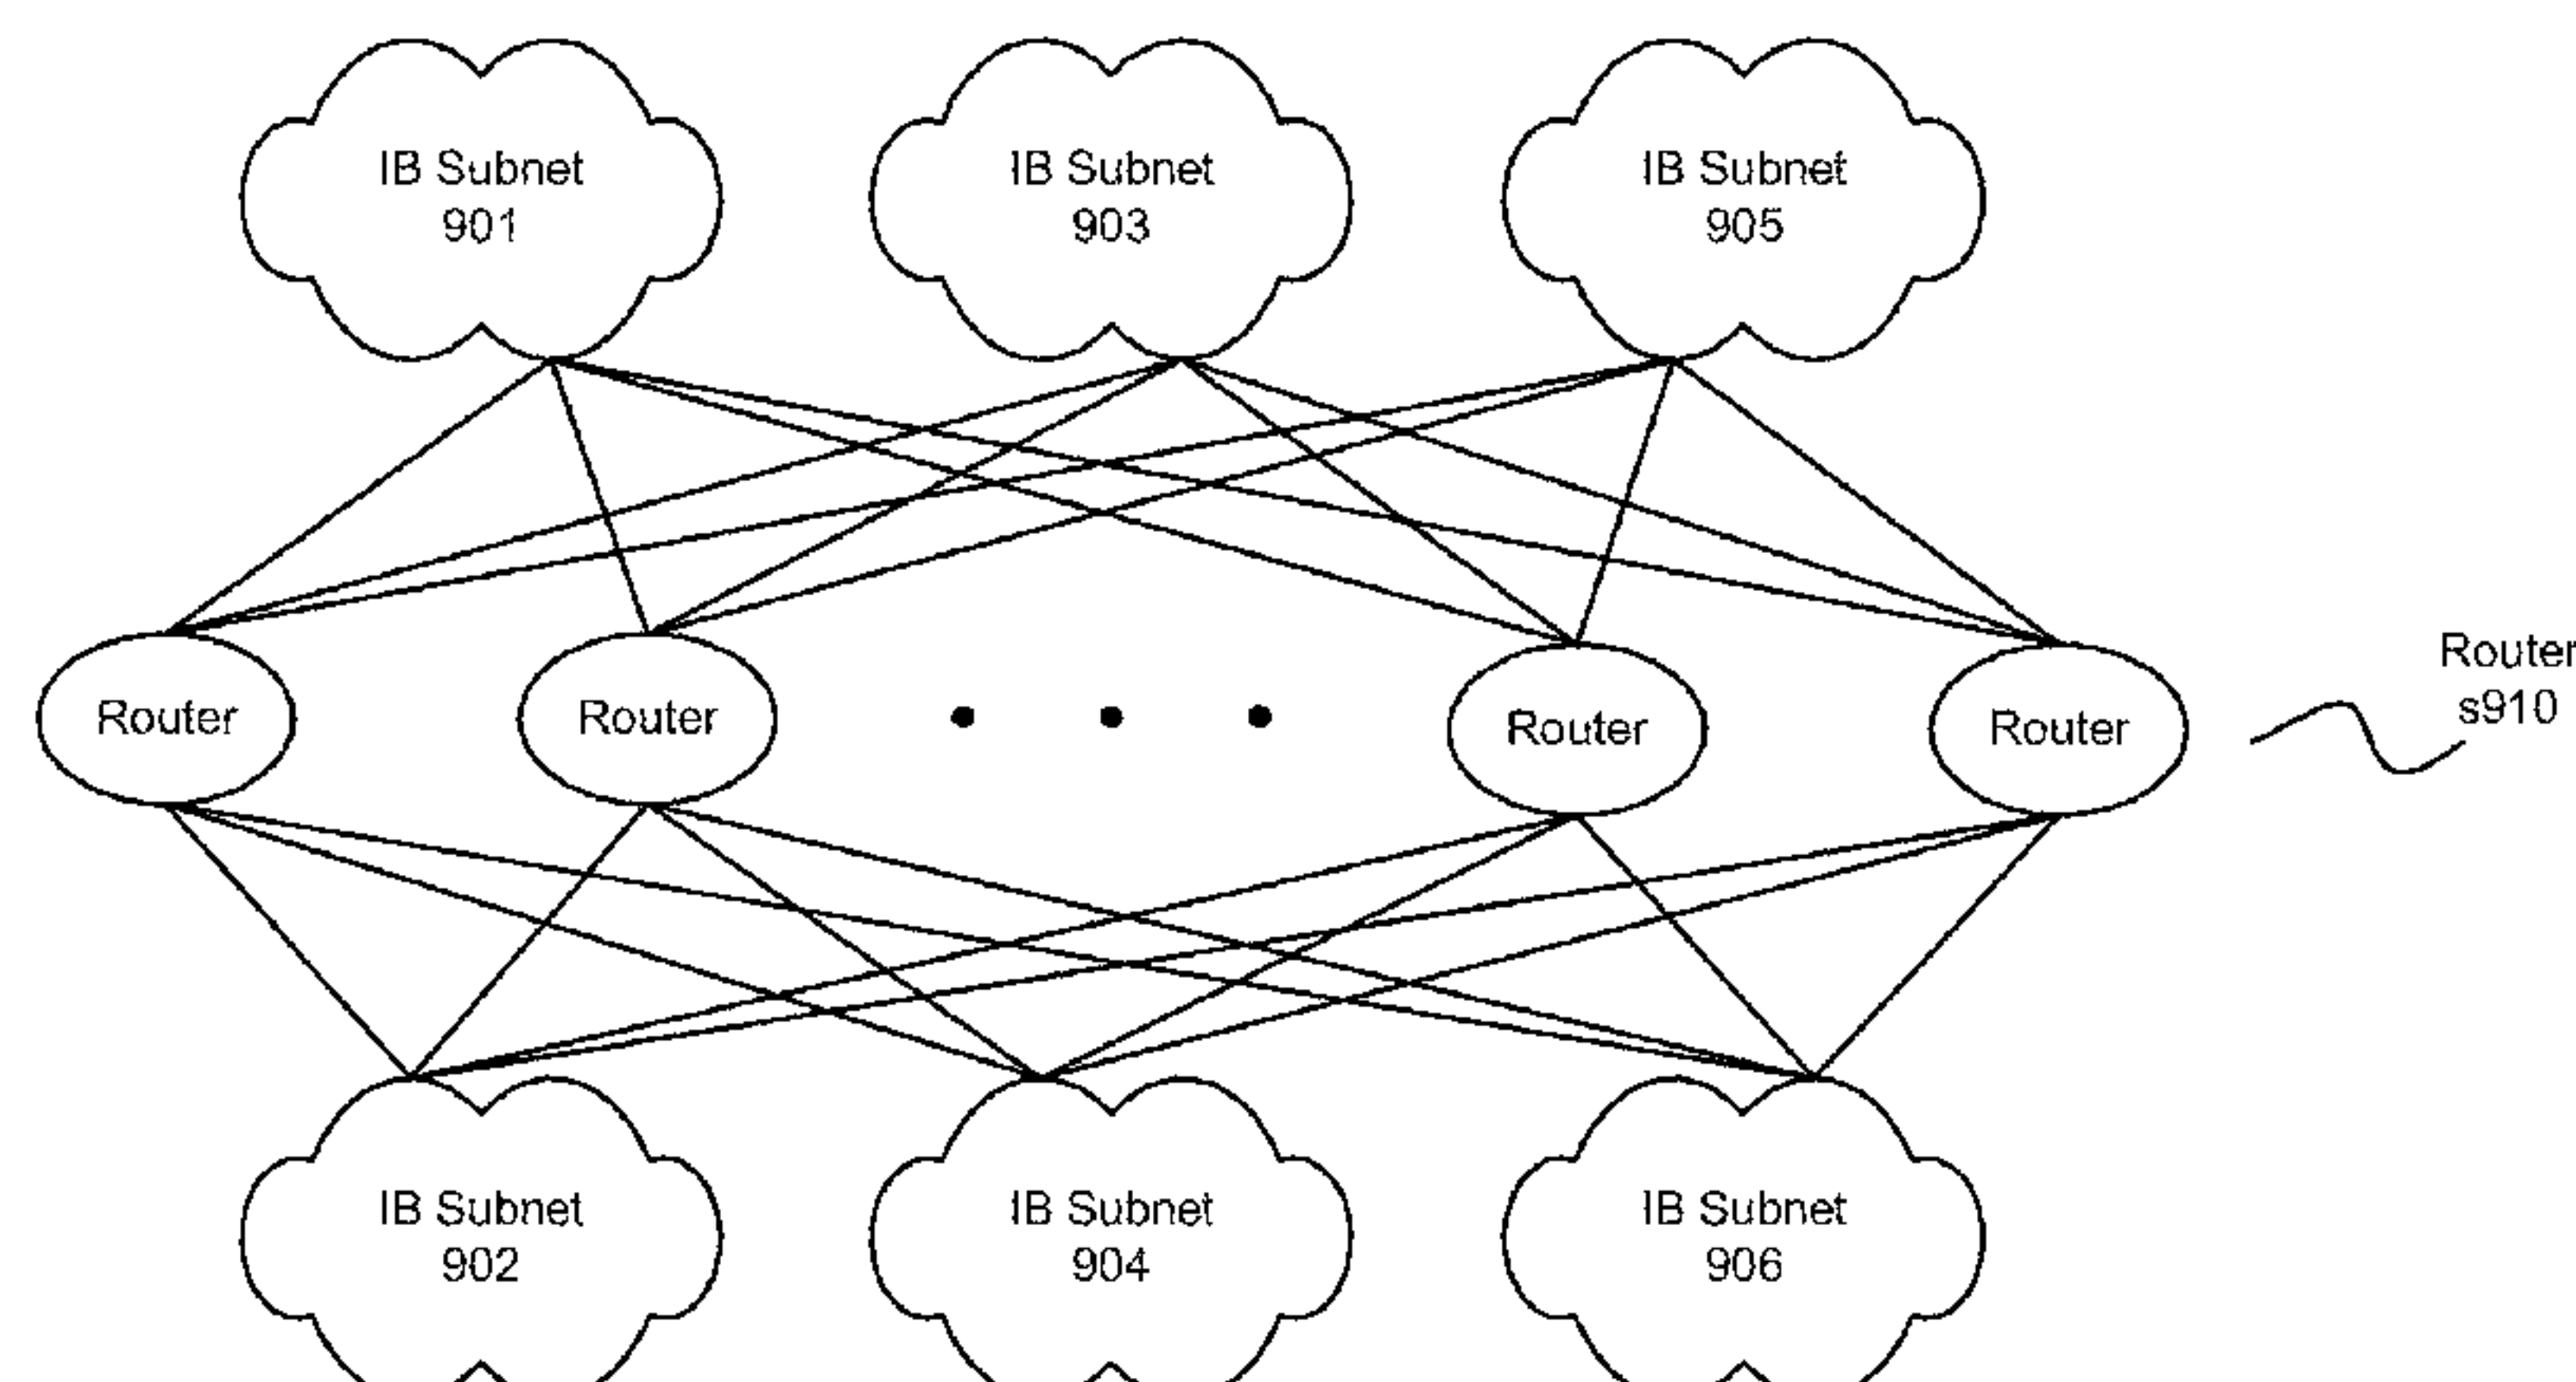 IB Subnet
901
IB Subnet
903
IB Subnet
905
Router
Router
Router
Router
Router
s910
IB Subnet
902
IB Subnet
904
IB Subnet
906